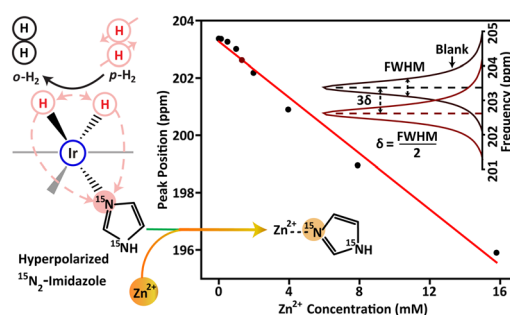 H
H
o-H₂
H
H
p-H₂
H
H
Ir
¹⁵N
¹⁵NH
Hyperpolarized
¹⁵N₂-Imidazole
Zn²⁺
Peak Position (ppm)
204
202
200
198
196
0
4
8
12
16
Zn²⁺ Concentration (mM)
Blank
FWHM
3δ
δ = FWHM
2
205
204
203
202
201
Frequency (ppm)
Zn²⁺
¹⁵N
¹⁵NH